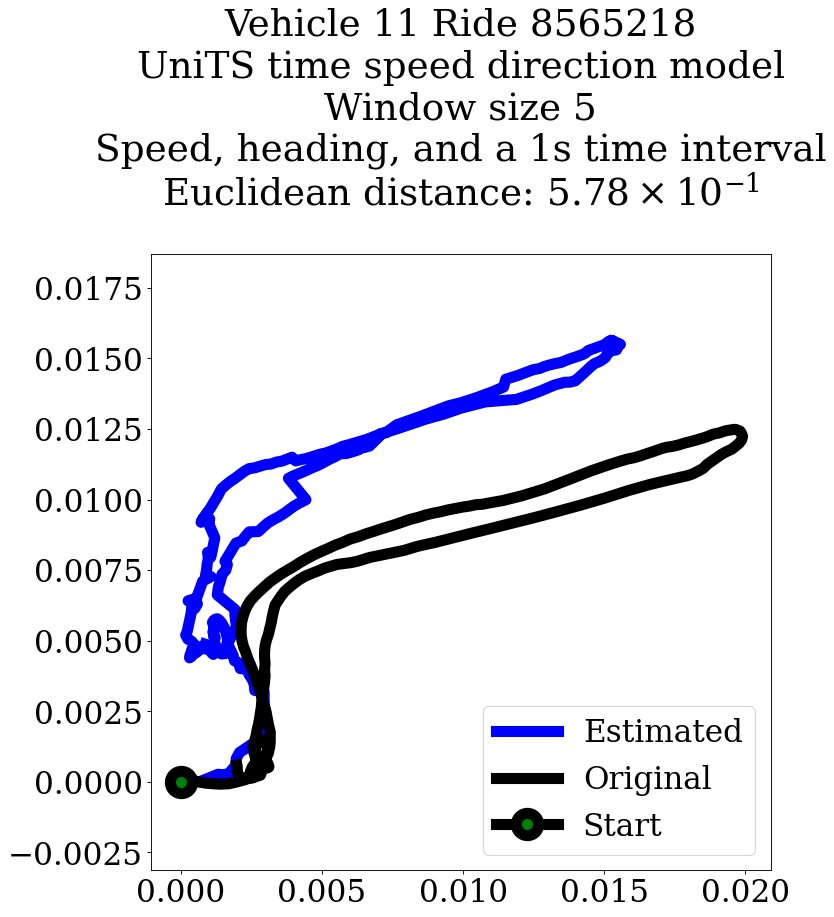 Vehicle 11 Ride 8565218
UniTS time speed direction model
Window size 5
Speed, heading, and a 1s time interval
Euclidean distance: 5.78 × 10⁻¹
0.0175
0.0150
0.0125
0.0100
0.0075
0.0050
0.0025
0.0000
−0.0025
Estimated
Original
Start
0.000 0.005 0.010 0.015 0.020